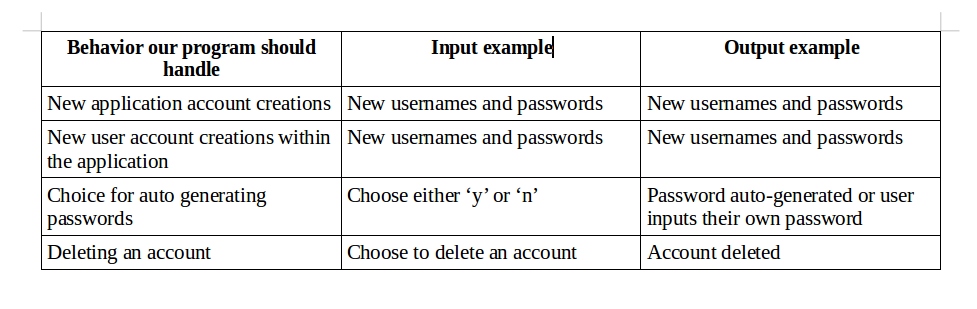 Behavior our program should handle
Input example
Output example
New application account creations
New usernames and passwords
New usernames and passwords
New user account creations within the application
New usernames and passwords
New usernames and passwords
Choice for auto generating passwords
Choose either ‘y’ or ‘n’
Password auto-generated or user inputs their own password
Deleting an account
Choose to delete an account
Account deleted